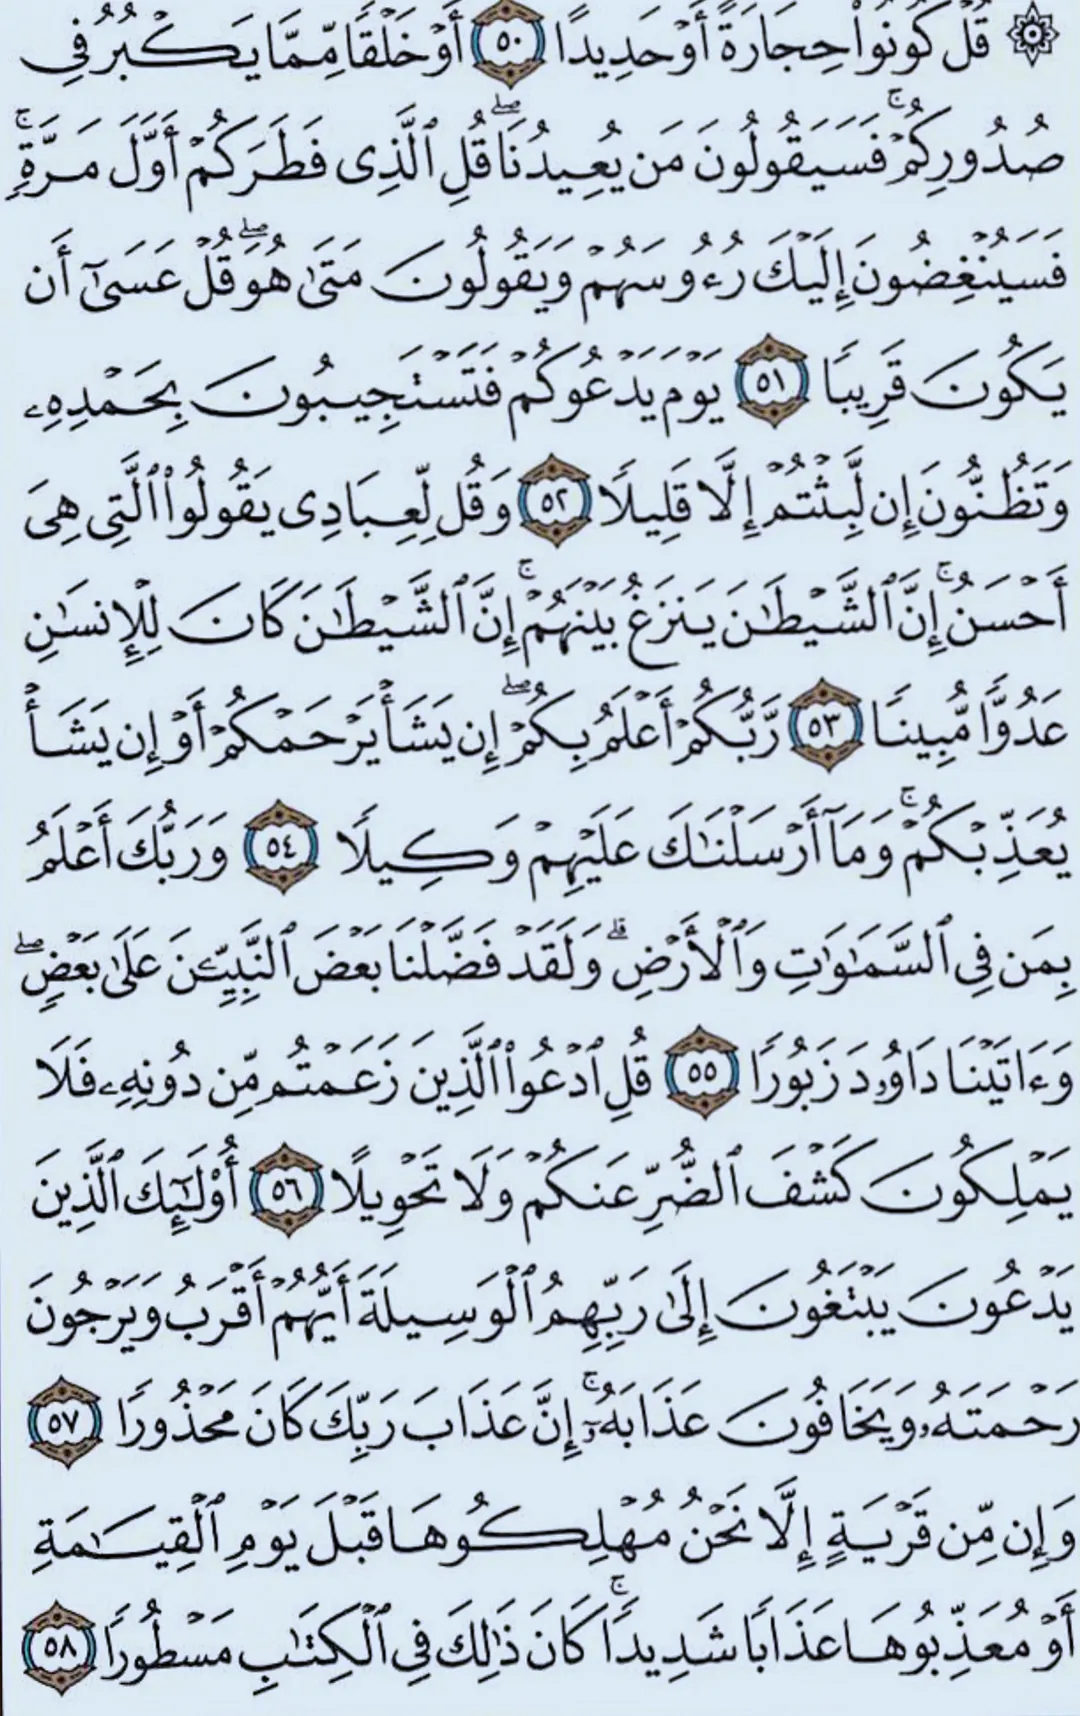 ۞ قُلْ كُونُوا۟ حِجَارَةً أَوْ حَدِيدًا ٥٠ أَوْ خَلْقًا مِّمَّا يَكْبُرُ فِى
صُدُورِكُمْ ۚ فَسَيَقُولُونَ مَن يُعِيدُنَا ۖ قُلِ ٱلَّذِى فَطَرَكُمْ أَوَّلَ مَرَّةٍ ۚ
فَسَيُنْغِضُونَ إِلَيْكَ رُءُوسَهُمْ وَيَقُولُونَ مَتَىٰ هُوَ ۖ قُلْ عَسَىٰٓ أَن
يَكُونَ قَرِيبًا ٥١ يَوْمَ يَدْعُوكُمْ فَتَسْتَجِيبُونَ بِحَمْدِهِۦ
وَتَظُنُّونَ إِن لَّبِثْتُمْ إِلَّا قَلِيلًا ٥٢ وَقُل لِّعِبَادِى يَقُولُوا۟ ٱلَّتِى هِىَ
أَحْسَنُ ۚ إِنَّ ٱلشَّيْطَٰنَ يَنزَغُ بَيْنَهُمْ ۚ إِنَّ ٱلشَّيْطَٰنَ كَانَ لِلْإِنسَٰنِ
عَدُوًّا مُّبِينًا ٥٣ رَّبُّكُمْ أَعْلَمُ بِكُمْ ۖ إِن يَشَأْ يَرْحَمْكُمْ أَوْ إِن يَشَأْ
يُعَذِّبْكُمْ ۚ وَمَآ أَرْسَلْنَٰكَ عَلَيْهِمْ وَكِيلًا ٥٤ وَرَبُّكَ أَعْلَمُ
بِمَن فِى ٱلسَّمَٰوَٰتِ وَٱلْأَرْضِ ۗ وَلَقَدْ فَضَّلْنَا بَعْضَ ٱلنَّبِيِّـۧنَ عَلَىٰ بَعْضٍ ۖ
وَءَاتَيْنَا دَاوُۥدَ زَبُورًا ٥٥ قُلِ ٱدْعُوا۟ ٱلَّذِينَ زَعَمْتُم مِّن دُونِهِۦ فَلَا
يَمْلِكُونَ كَشْفَ ٱلضُّرِّ عَنكُمْ وَلَا تَحْوِيلًا ٥٦ أُو۟لَٰٓئِكَ ٱلَّذِينَ
يَدْعُونَ يَبْتَغُونَ إِلَىٰ رَبِّهِمُ ٱلْوَسِيلَةَ أَيُّهُمْ أَقْرَبُ وَيَرْجُونَ
رَحْمَتَهُۥ وَيَخَافُونَ عَذَابَهُۥٓ ۚ إِنَّ عَذَابَ رَبِّكَ كَانَ مَحْذُورًا ٥٧
وَإِن مِّن قَرْيَةٍ إِلَّا نَحْنُ مُهْلِكُوهَا قَبْلَ يَوْمِ ٱلْقِيَٰمَةِ
أَوْ مُعَذِّبُوهَا عَذَابًا شَدِيدًا ۚ كَانَ ذَٰلِكَ فِى ٱلْكِتَٰبِ مَسْطُورًا ٥٨